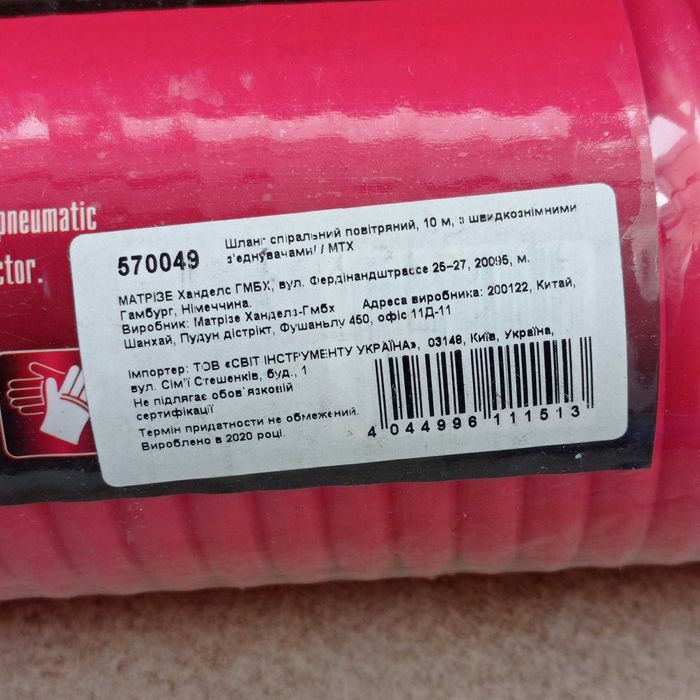 pneumatic
ctor.
570049
Шланг спіральний повітряний, 10 м, з швидкознімними
з'єднувачами/ / MTX
МАТРІЗЕ Ханделс ГМБХ, вул. Фердінандштрассе 25-27, 20095, м.
Гамбург, Німеччина.
Виробник: Матрізе Ханделз-Гмбх Адреса виробника: 200122, Китай,
Шанхай, Пудун дістрікт, Фушаньлу 450, офіс 11Д-11
Імпортер: ТОВ «СВІТ ІНСТРУМЕНТУ УКРАЇНА», 03148, Київ, Україна,
вул. Сім'ї Стешенків, буд., 1
Не підлягає обов'язковій
сертифікації
Термін придатности не обмежений.
Вироблено в 2020 році.
4 044996 111513